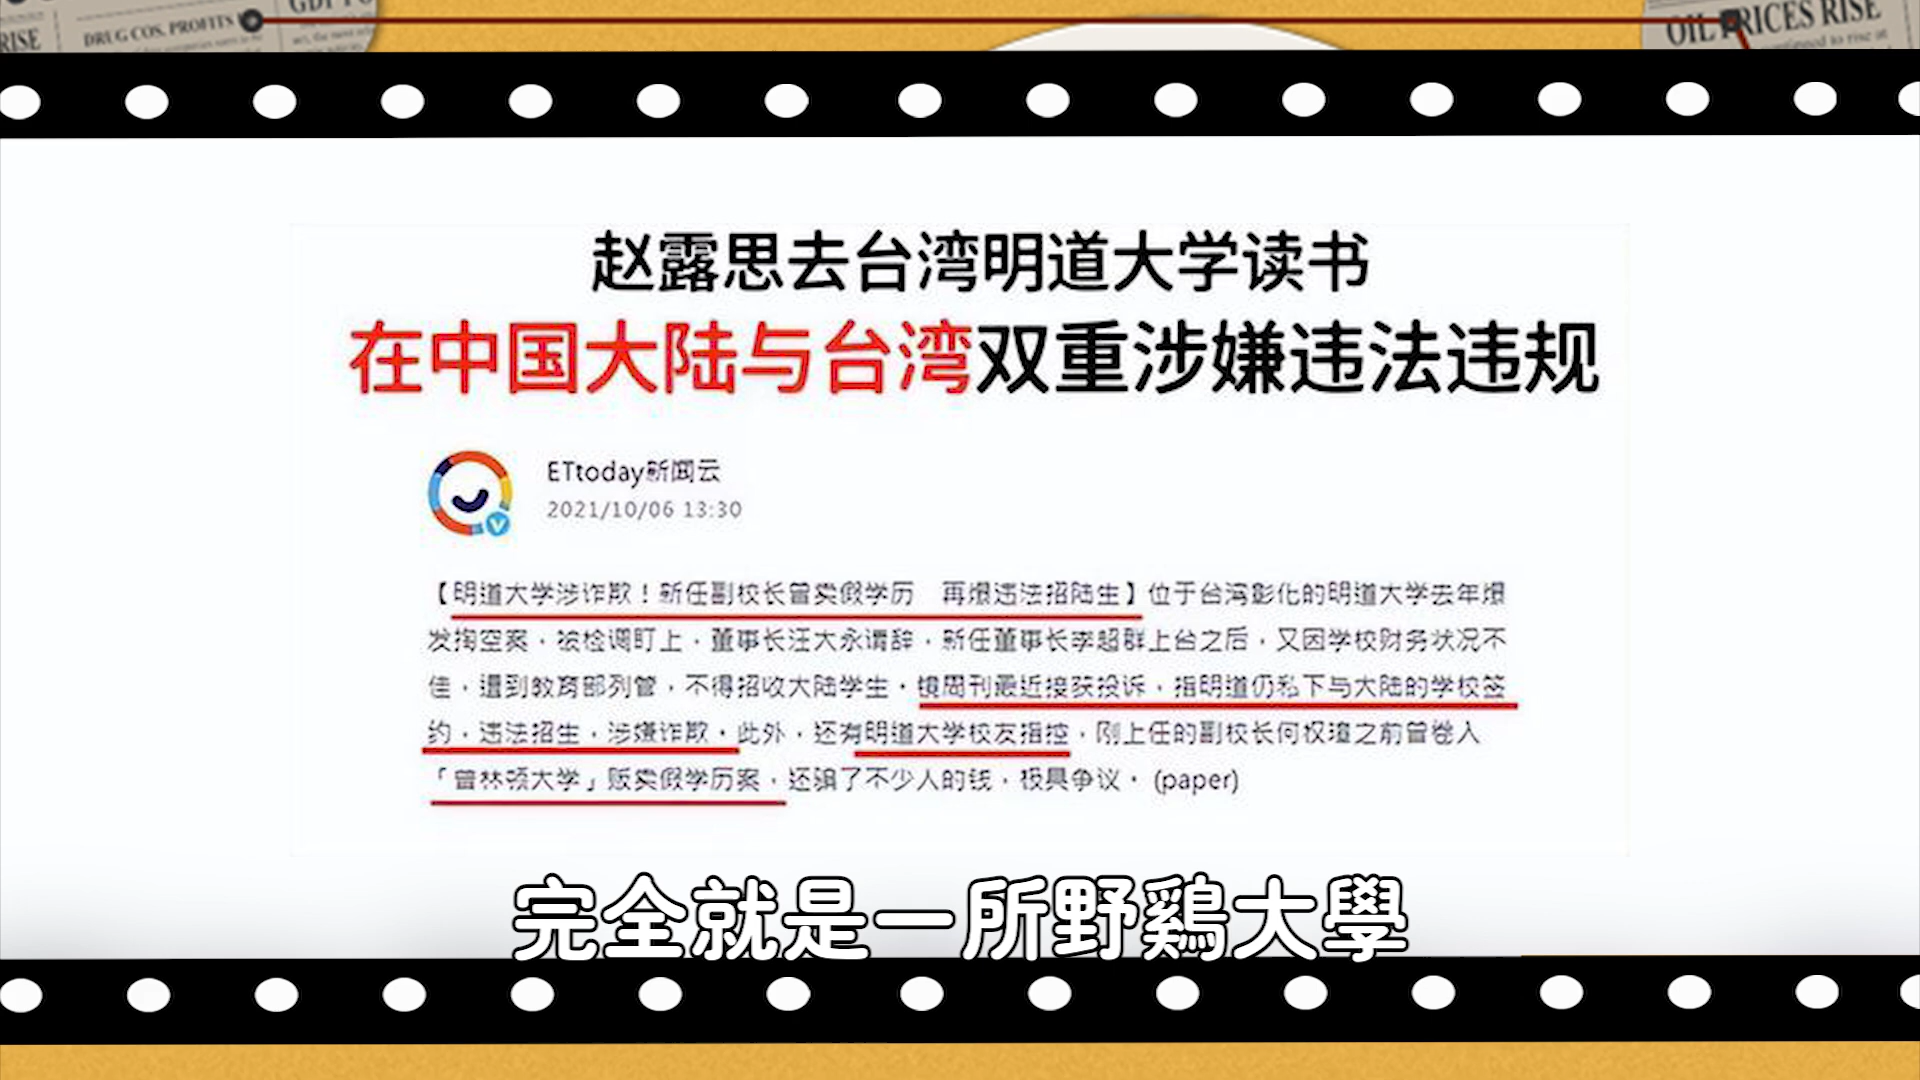 GDP
RISE
DRUG COS. PROFITS
OIL PRICES RISE
continued to rise at
赵露思去台湾明道大学读书
在中国大陆与台湾双重涉嫌违法违规
ETtoday新闻云
2021/10/06 13:30
【明道大学涉诈欺！新任副校长曾卖假学历　再爆违法招陆生】位于台湾彰化的明道大学去年爆
发掏空案，被检调盯上，董事长汪大永请辞，新任董事长李超群上台之后，又因学校财务状况不
佳，遭到教育部列管，不得招收大陆学生。镜周刊最近接获投诉，指明道仍私下与大陆的学校签
约，违法招生，涉嫌诈欺。此外，还有明道大学校友指控，刚上任的副校长何权璋之前曾卷入
「普林顿大学」贩卖假学历案，还骗了不少人的钱，极具争议。 (paper)
完全就是一所野鷄大學